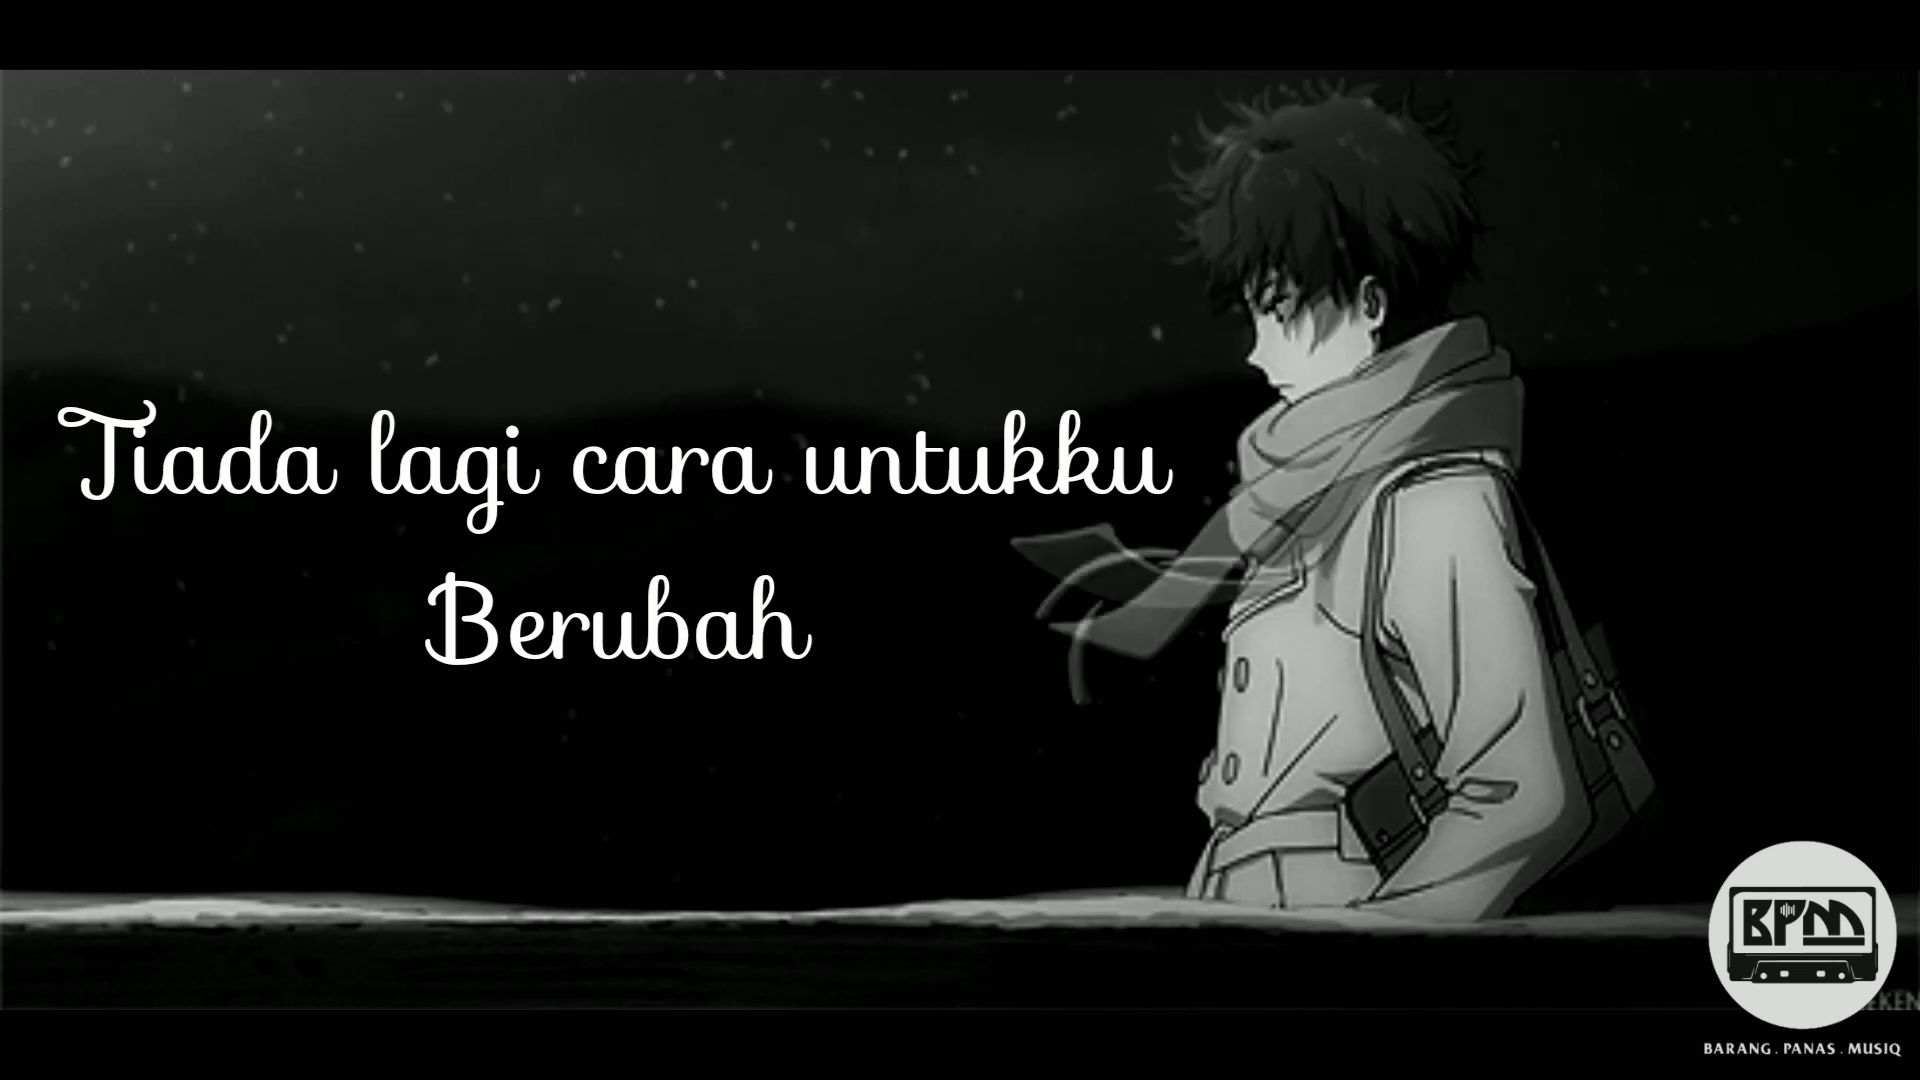 Tiada lagi cara untukku
Berubah
BPM
BARANG . PANAS . MUSIQ